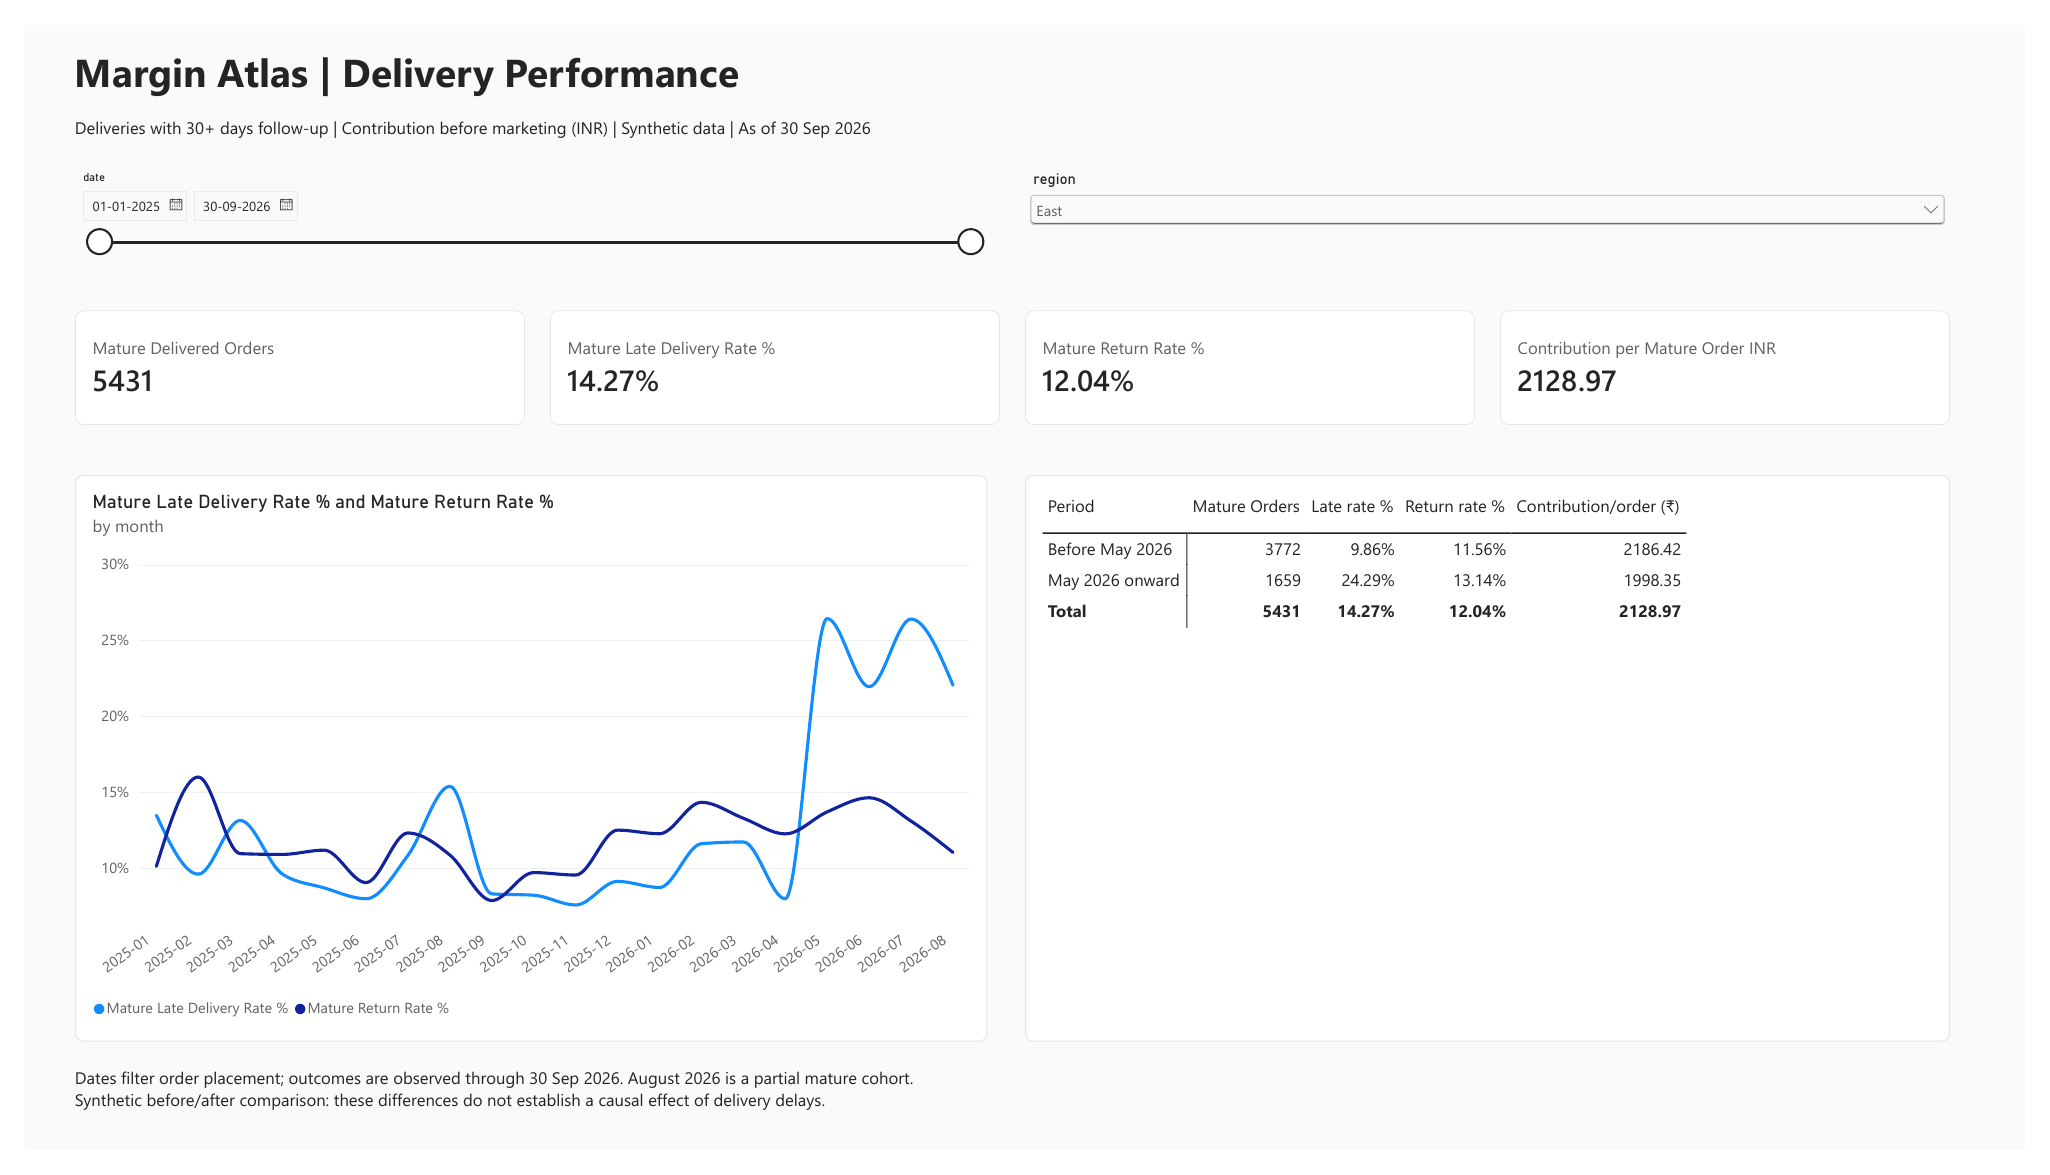 Margin Atlas | Delivery Performance
Deliveries with 30+ days follow-up | Contribution before marketing (INR) | Synthetic data | As of 30 Sep 2026
date
01-01-2025 30-09-2026
region
East
Mature Delivered Orders
5431
Mature Late Delivery Rate %
14.27%
Mature Return Rate %
12.04%
Contribution per Mature Order INR
2128.97
Mature Late Delivery Rate % and Mature Return Rate %
by month
30%
25%
20%
15%
10%
2025-01 2025-02 2025-03 2025-04 2025-05 2025-06 2025-07 2025-08 2025-09 2025-10 2025-11 2025-12 2026-01 2026-02 2026-03 2026-04 2026-05 2026-06 2026-07 2026-08
Mature Late Delivery Rate % Mature Return Rate %
Period Mature Orders Late rate % Return rate % Contribution/order (₹)
Before May 2026 3772 9.86% 11.56% 2186.42
May 2026 onward 1659 24.29% 13.14% 1998.35
Total 5431 14.27% 12.04% 2128.97
Dates filter order placement; outcomes are observed through 30 Sep 2026. August 2026 is a partial mature cohort.
Synthetic before/after comparison: these differences do not establish a causal effect of delivery delays.